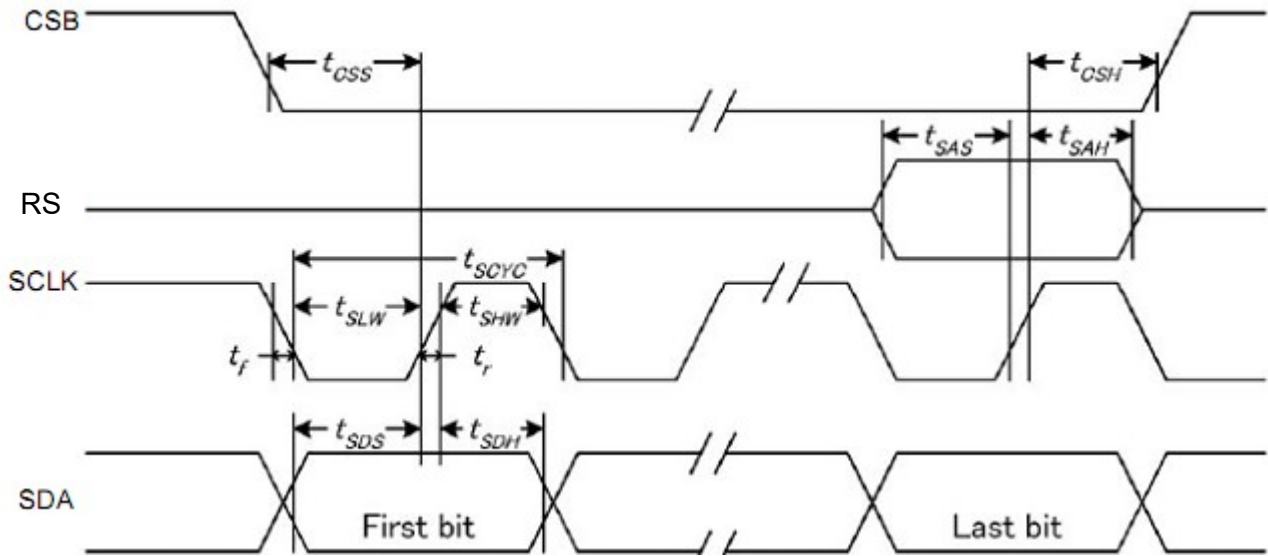 CSB
tCSS
tCSH
tSAS
tSAH
RS
tSCYC
SCLK
tSLW
tSHW
tf
tr
tSDS
tSDH
SDA
First bit
Last bit